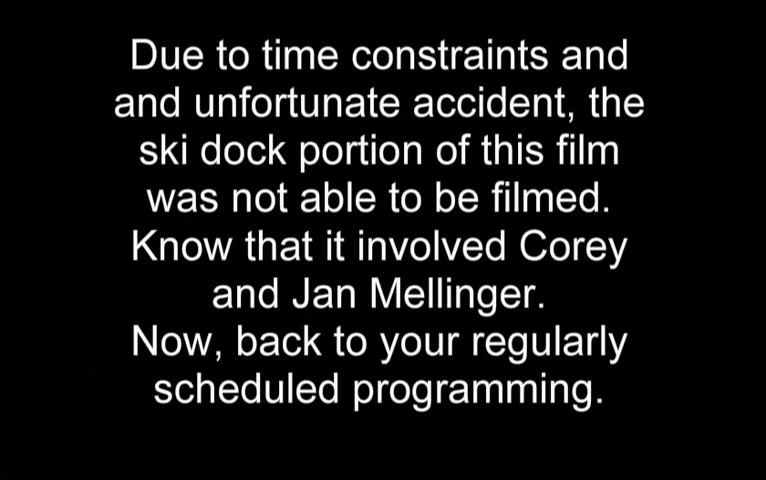 Due to time constraints and
and unfortunate accident, the
ski dock portion of this film
was not able to be filmed.
Know that it involved Corey
and Jan Mellinger.
Now, back to your regularly
scheduled programming.